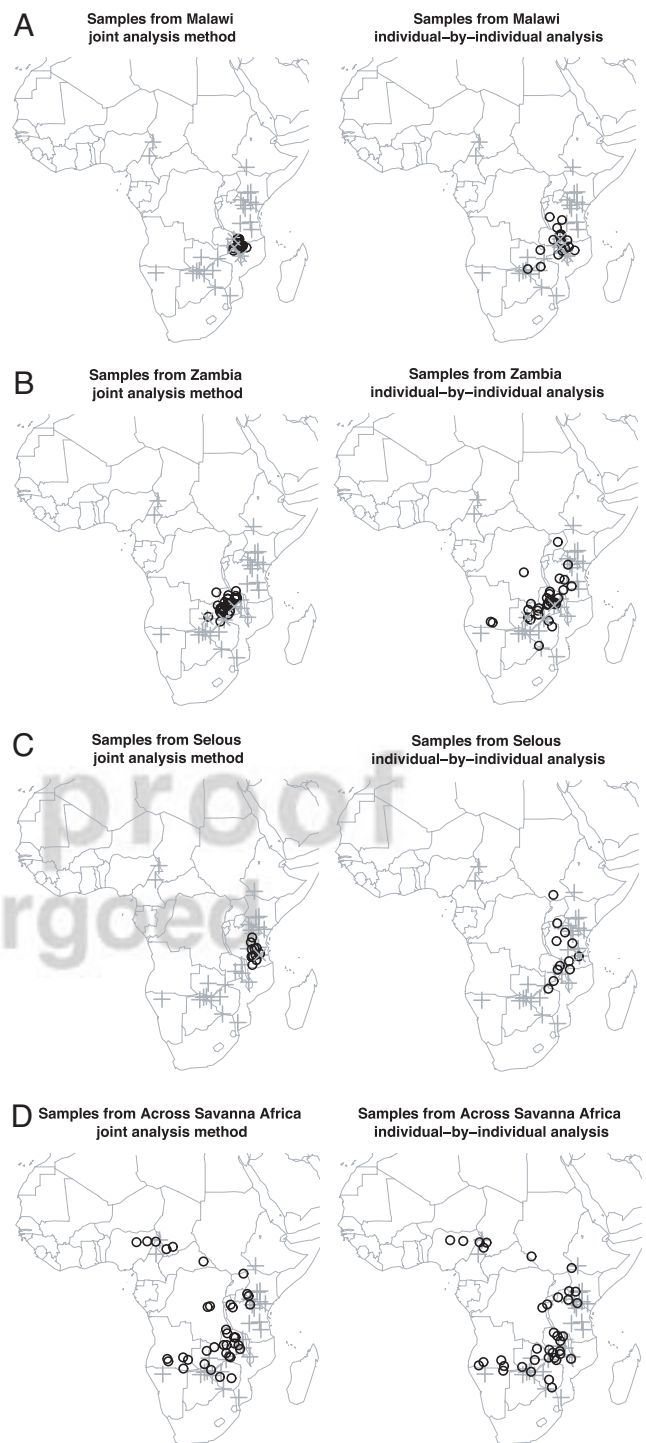 A
Samples from Malawi
joint analysis method
Samples from Malawi
individual–by–individual analysis
B
Samples from Zambia
joint analysis method
Samples from Zambia
individual–by–individual analysis
C
Samples from Selous
joint analysis method
Samples from Selous
individual–by–individual analysis
proof
rgoed
D
Samples from Across Savanna Africa
joint analysis method
Samples from Across Savanna Africa
individual–by–individual analysis